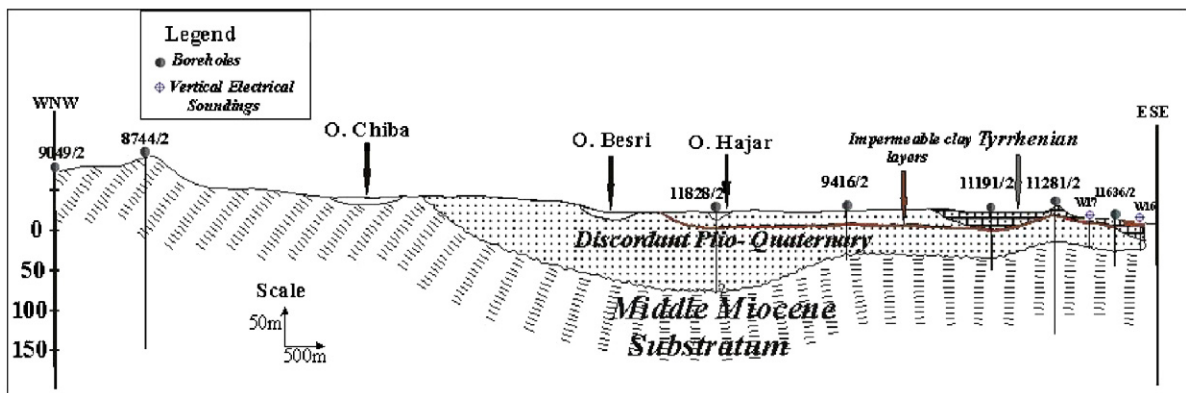 Legend
Boreholes
Vertical Electrical
Soundings
WNW
ESE
9049/2
8744/2
O. Chiba
O. Besri
O. Hajar
Impermeable clay
layers
Tyrrhenian
11828/2
9416/2
11191/2
11281/2
11636/2
W17
W16
0
50
100
150
Discordant Plio- Quaternary
Scale
50m
500m
Middle Miocene
Substratum